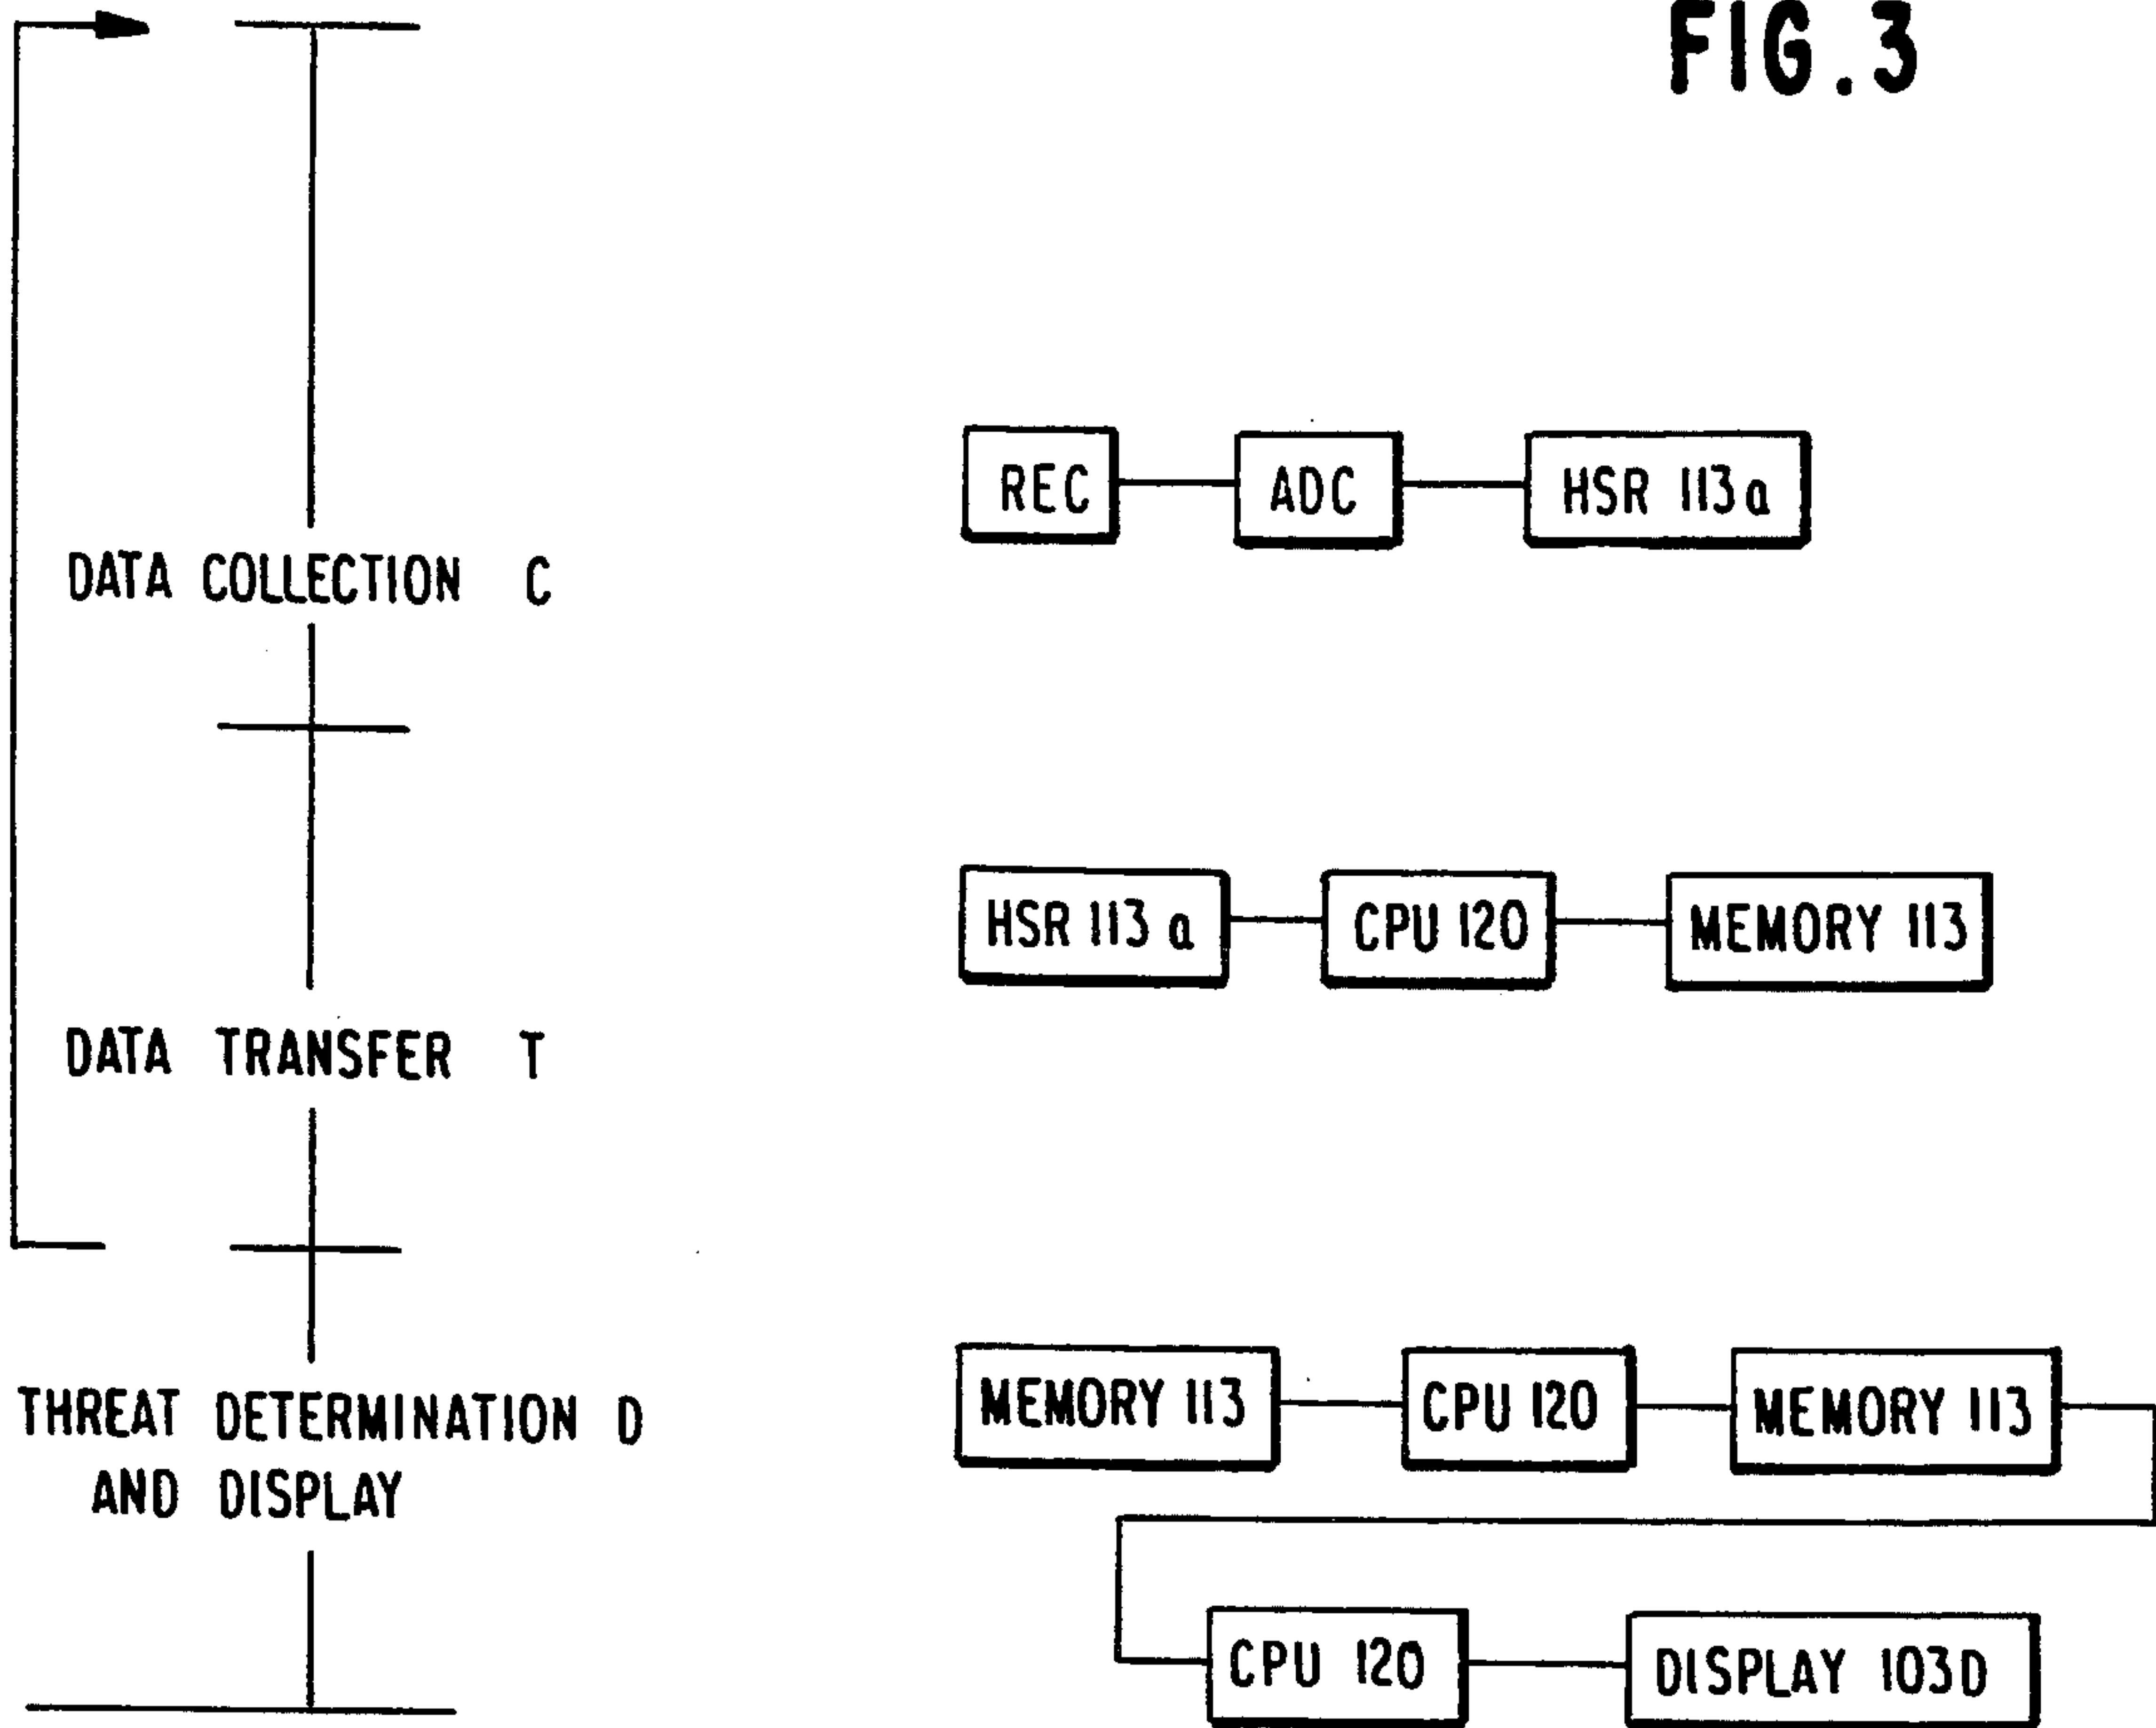 FIG.3
REC ADC HSR 113a
DATA COLLECTION C
HSR 113 a CPU 120 MEMORY 113
DATA TRANSFER T
MEMORY 113 CPU 120 MEMORY 113
THREAT DETERMINATION D
AND DISPLAY
CPU 120 DISPLAY 103D